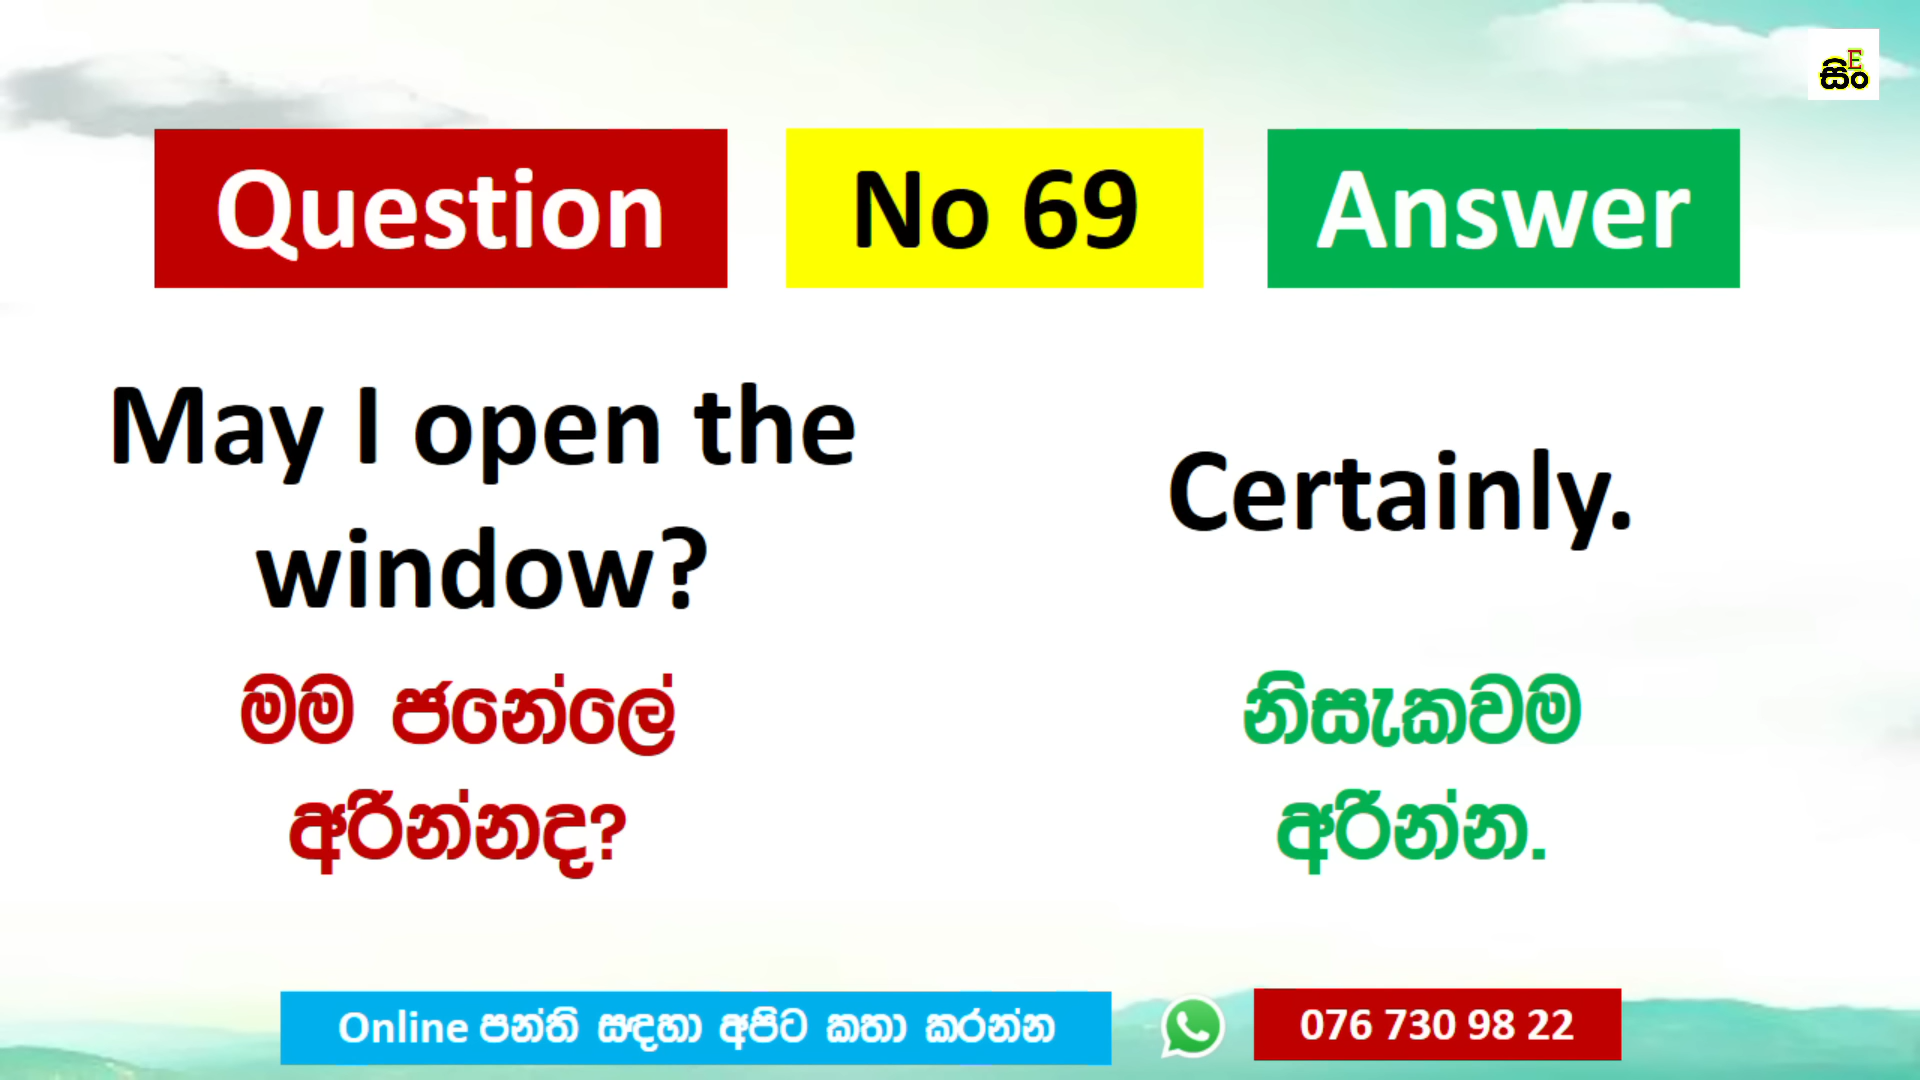 සිං
E
Question
No 69
Answer
May I open the
window?
Certainly.
මම ජනේලේ
අරින්නද?
නිසැකවම
අරින්න.
Online පන්ති සඳහා අපිට කතා කරන්න
076 730 98 22